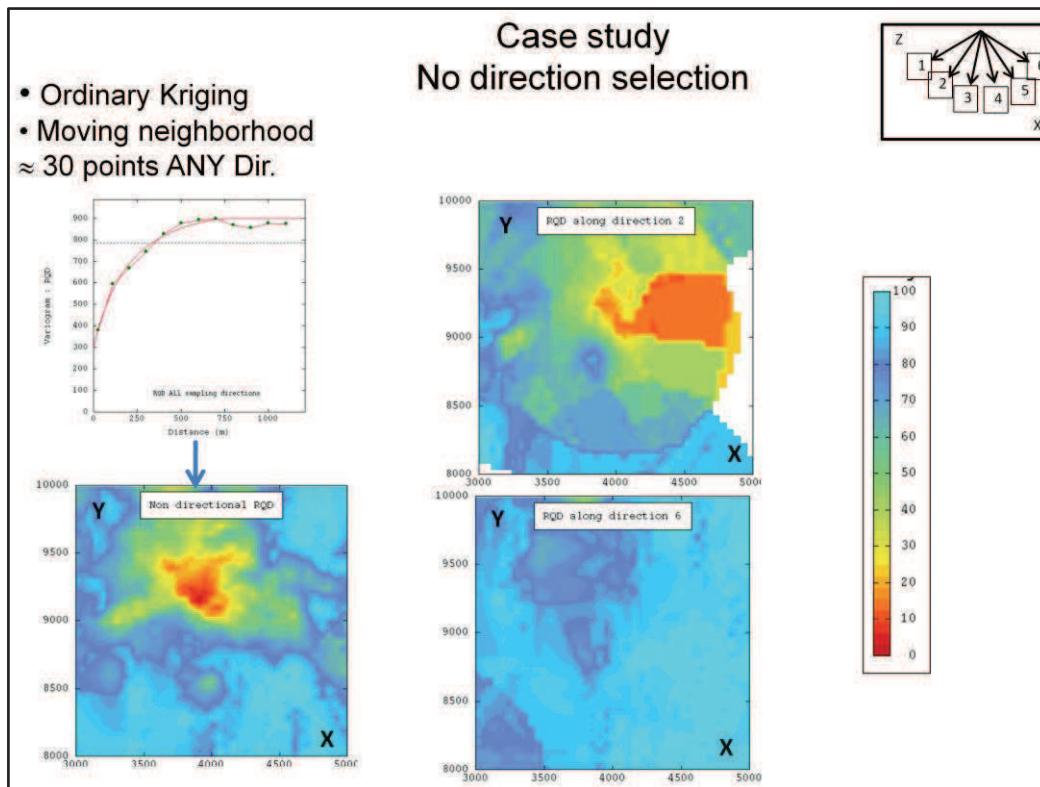 Case study
No direction selection
• Ordinary Kriging
• Moving neighborhood
≈ 30 points ANY Dir.
Z
1
2
3
4
5
6
X
900
800
700
600
500
400
300
200
100
0
Variogram : RQD
RQD All sampling directions
0 250 500 750 1000
Distance (m)
10000
9500
9000
8500
8000
Y
RQD along direction 2
X
3000 3500 4000 4500 5000
100
90
80
70
60
50
40
30
20
10
0
10000
9500
9000
8500
8000
Y
Non directional RQD
X
3000 3500 4000 4500 5000
10000
9500
9000
8500
8000
Y
RQD along direction 6
X
3000 3500 4000 4500 5000